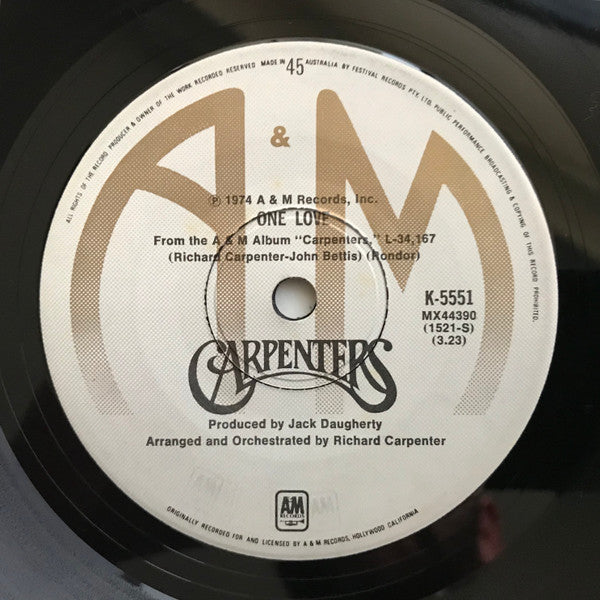 ALL RIGHTS OF THE RECORD PRODUCER & OWNER OF THE WORK RECORDED RESERVED MADE IN 45 AUSTRALIA BY FESTIVAL RECORDS PTY. LTD. PUBLIC PERFORMANCE BROADCASTING & COPYING OF THIS RECORD PROHIBITED.
A & M
℗ 1974 A & M Records, Inc.
ONE LOVE
From the A & M Album "Carpenters," L-34,167
(Richard Carpenter-John Bettis) (Rondor)
K-5551
MX44390
(1521-S)
(3.23)
CARPENTERS
Produced by Jack Daugherty
Arranged and Orchestrated by Richard Carpenter
AM
RECORDS
ORIGINALLY RECORDED FOR AND LICENSED BY A & M RECORDS, HOLLYWOOD CALIFORNIA